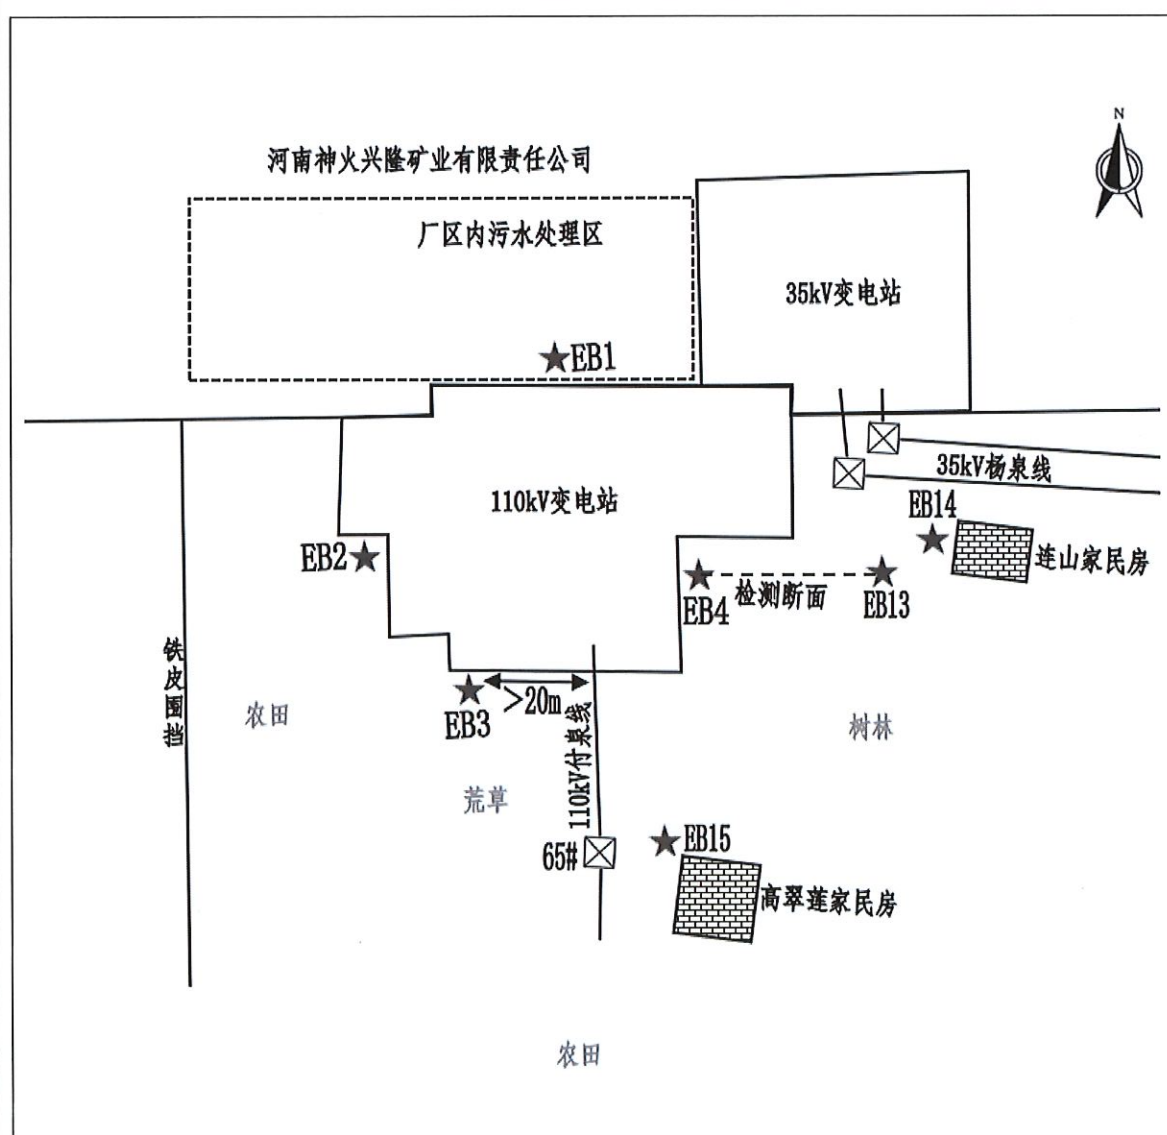 N
河南神火兴隆矿业有限责任公司
厂区内污水处理区
35kV变电站
EB1
35kV杨泉线
110kV变电站
EB14
EB2
连山家民房
检测断面
EB4
EB13
铁皮围挡
>20m
农田
EB3
树林
110kV付泉线
荒草
EB15
65#
高翠莲家民房
农田